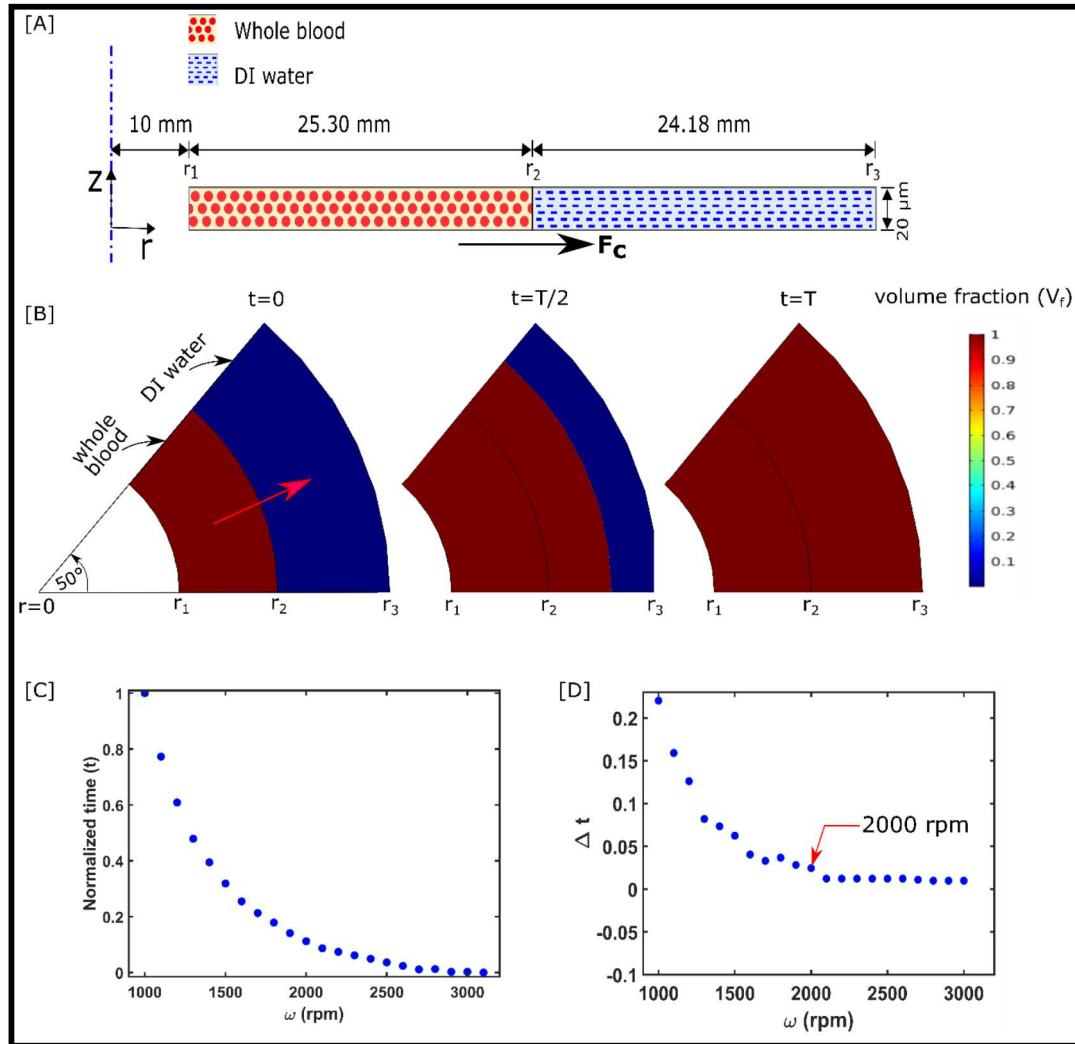 [A]
Whole blood
DI water
10 mm 25.30 mm 24.18 mm
r1 r2 r3
Z
r
20 μm
Fc
[B]
t=0 t=T/2 t=T
volume fraction (Vf)
DI water
whole
blood
50°
r=0 r1 r2 r3
r1 r2 r3
r1 r2 r3
1
0.9
0.8
0.7
0.6
0.5
0.4
0.3
0.2
0.1
[C]
Normalized time (t)
1
0.8
0.6
0.4
0.2
0
1000 1500 2000 2500 3000
ω (rpm)
[D]
Δ t
0.2
0.15
0.1
0.05
0
-0.05
-0.1
2000 rpm
1000 1500 2000 2500 3000
ω (rpm)